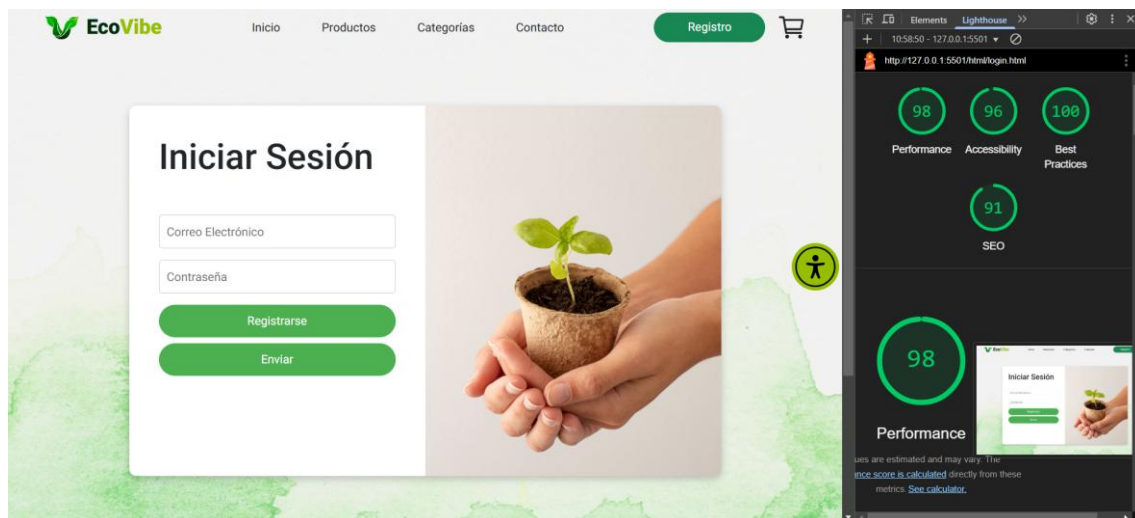 EcoVibe
Inicio Productos Categorías Contacto
Registro
Iniciar Sesión
Correo Electrónico
Contraseña
Registrarse
Enviar
Elements Lighthouse >>
10:58:50 - 127.0.0.1:5501
http://127.0.0.1:5501/html/login.html
98 96 100
Performance Accessibility Best
Practices
91
SEO
98
Performance
ues are estimated and may vary. The
nce score is calculated directly from these
metrics. See calculator.
Iniciar Sesión